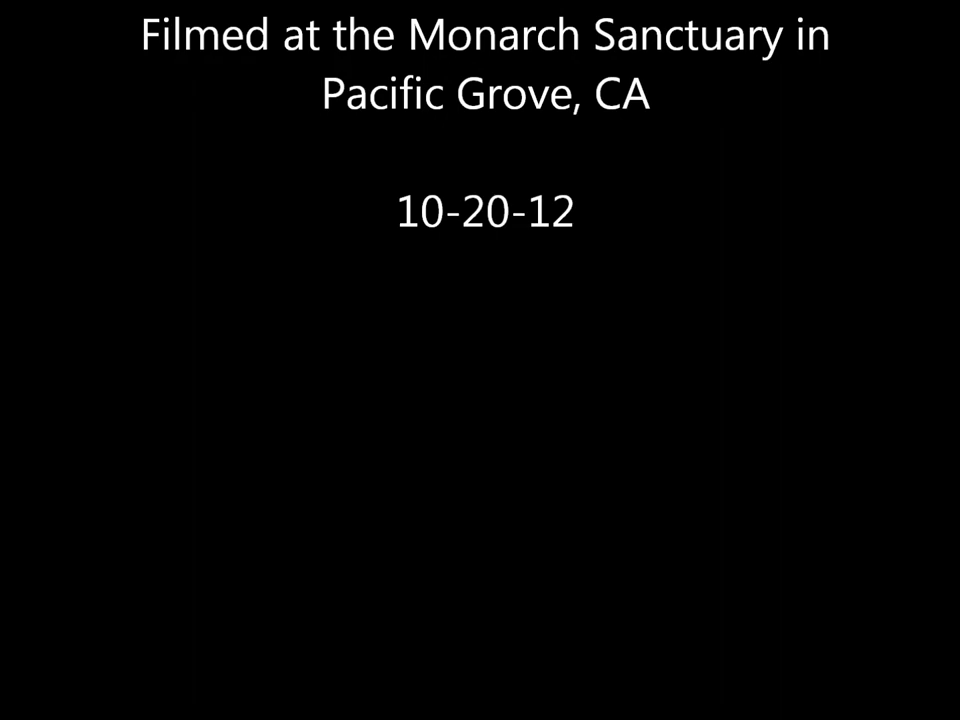 Filmed at the Monarch Sanctuary in
Pacific Grove, CA
10-20-12